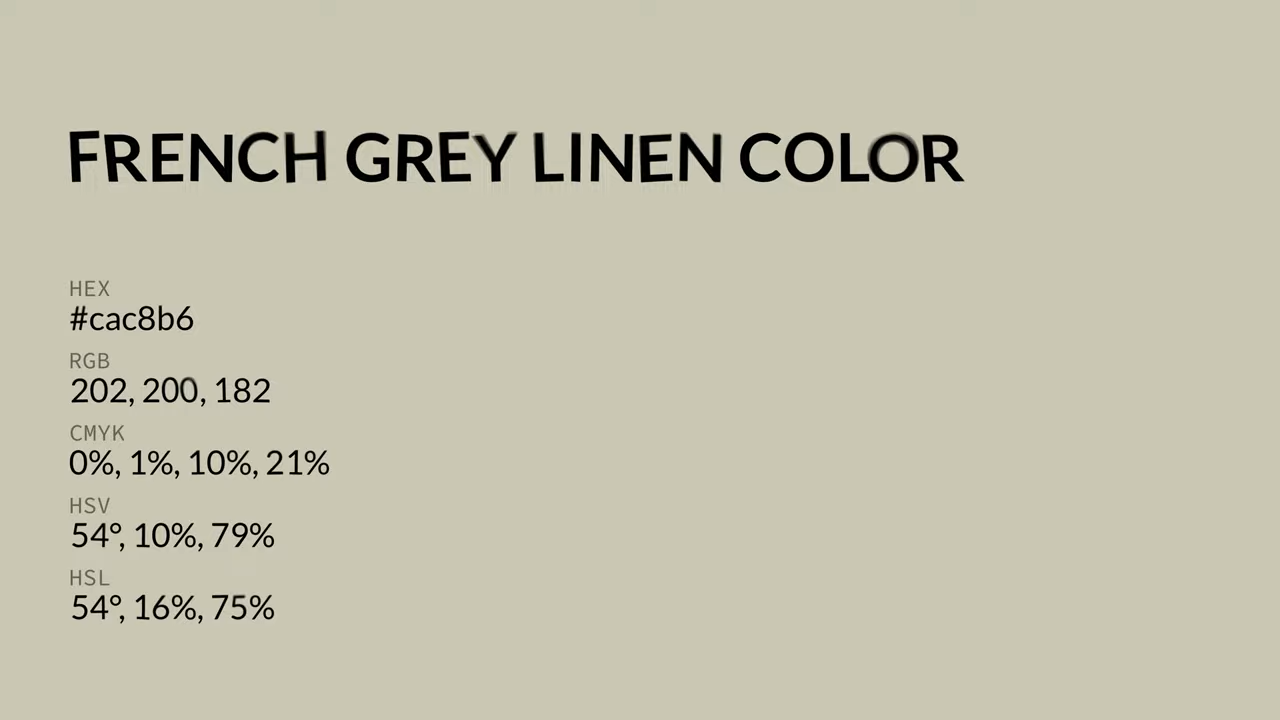 FRENCH GREY LINEN COLOR
HEX
#cac8b6
RGB
202, 200, 182
CMYK
0%, 1%, 10%, 21%
HSV
54°, 10%, 79%
HSL
54°, 16%, 75%